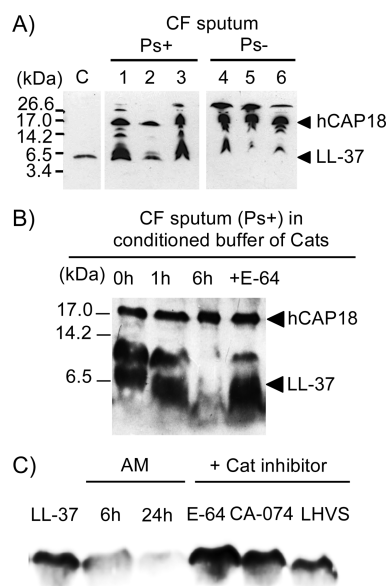 A)
CF sputum
Ps+ Ps-
(kDa) C 1 2 3 4 5 6
26.6
17.0 hCAP18
14.2
6.5 LL-37
3.4
B)
CF sputum (Ps+) in
conditioned buffer of Cats
(kDa) 0h 1h 6h +E-64
17.0 hCAP18
14.2
6.5 LL-37
C)
AM + Cat inhibitor
LL-37 6h 24h E-64 CA-074 LHVS